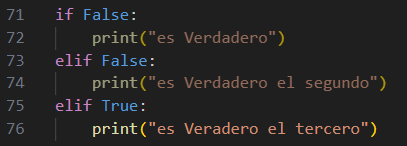 71 if False:
72     print("es Verdadero")
73 elif False:
74     print("es Verdadero el segundo")
75 elif True:
76     print("es Veradero el tercero")